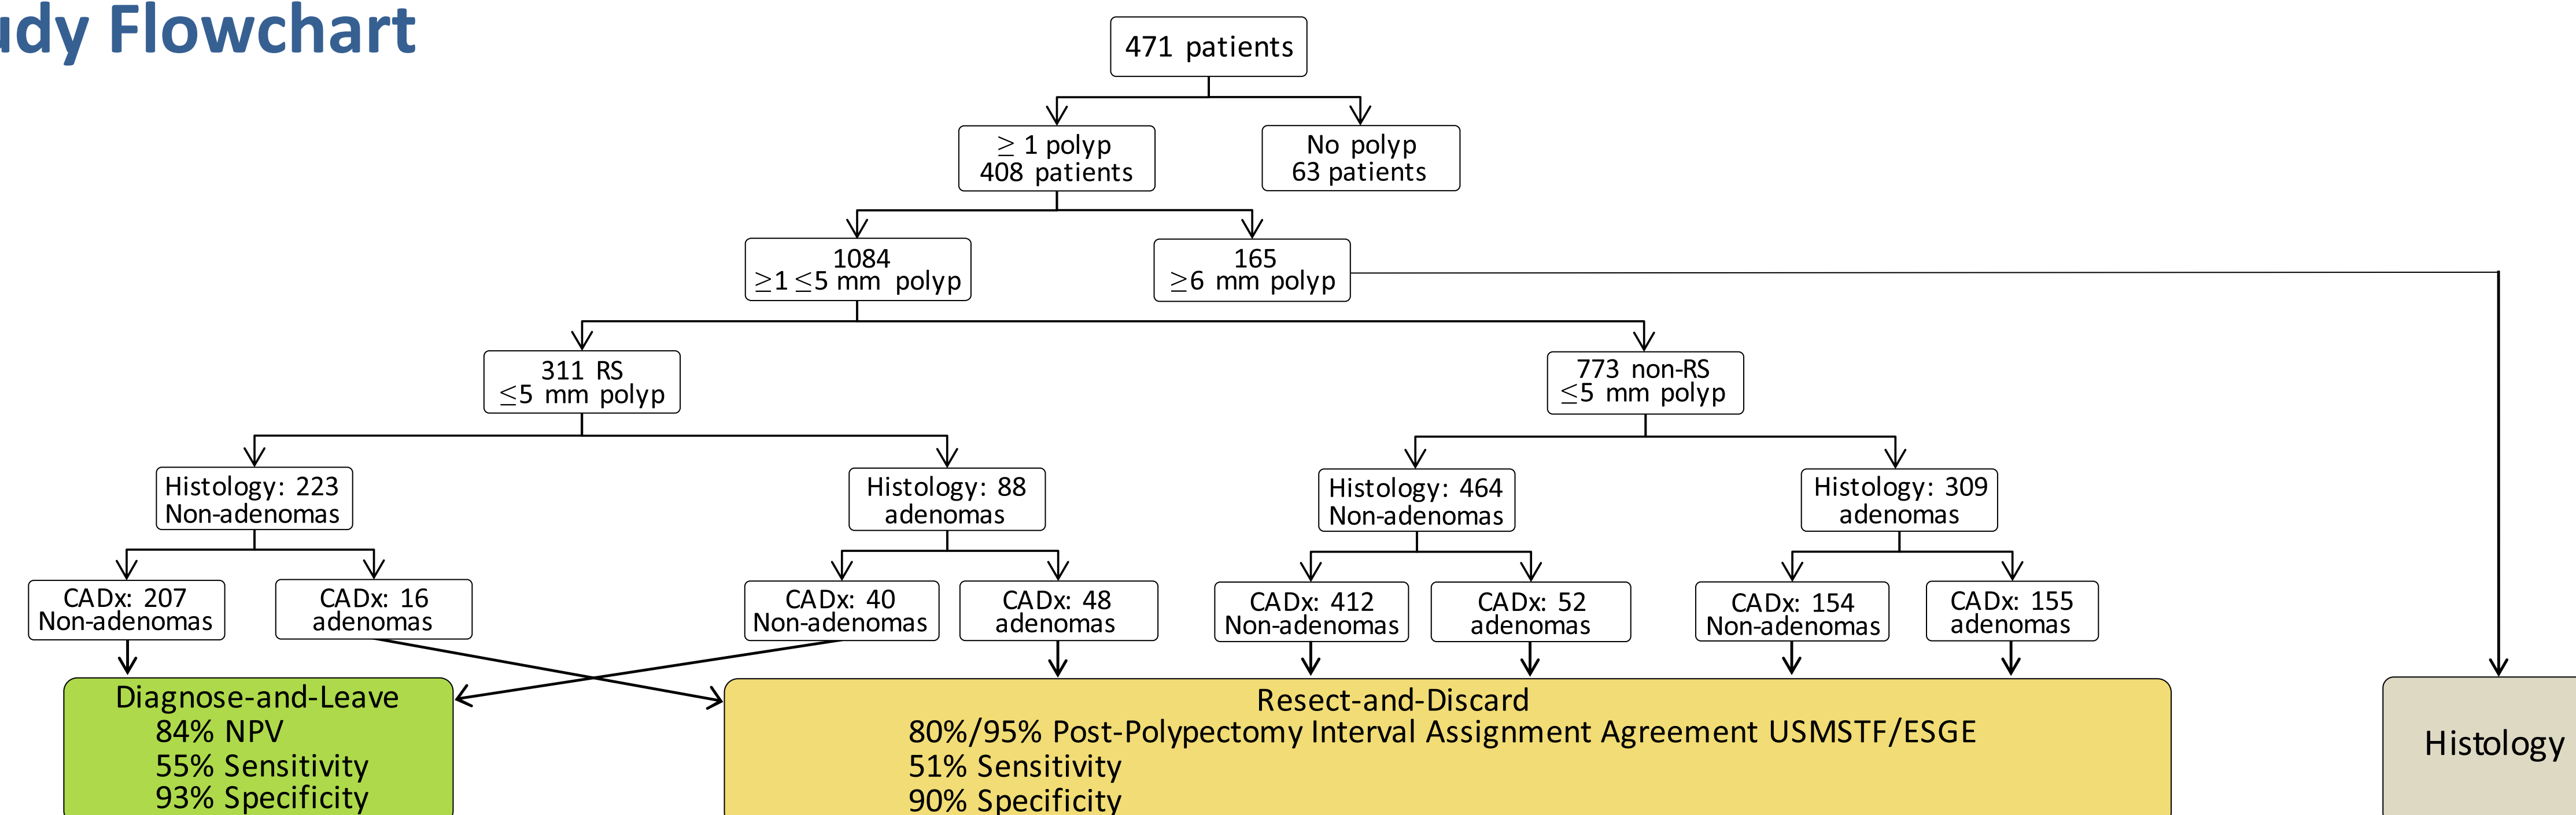 udy Flowchart
471 patients
≥ 1 polyp
408 patients
No polyp
63 patients
1084
≥1 ≤5 mm polyp
165
≥6 mm polyp
311 RS
≤5 mm polyp
773 non-RS
≤5 mm polyp
Histology: 223
Non-adenomas
Histology: 88
adenomas
Histology: 464
Non-adenomas
Histology: 309
adenomas
CADx: 207
Non-adenomas
CADx: 16
adenomas
CADx: 40
Non-adenomas
CADx: 48
adenomas
CADx: 412
Non-adenomas
CADx: 52
adenomas
CADx: 154
Non-adenomas
CADx: 155
adenomas
Diagnose-and-Leave
84% NPV
55% Sensitivity
93% Specificity
Resect-and-Discard
80%/95% Post-Polypectomy Interval Assignment Agreement USMSTF/ESGE
51% Sensitivity
90% Specificity
Histology